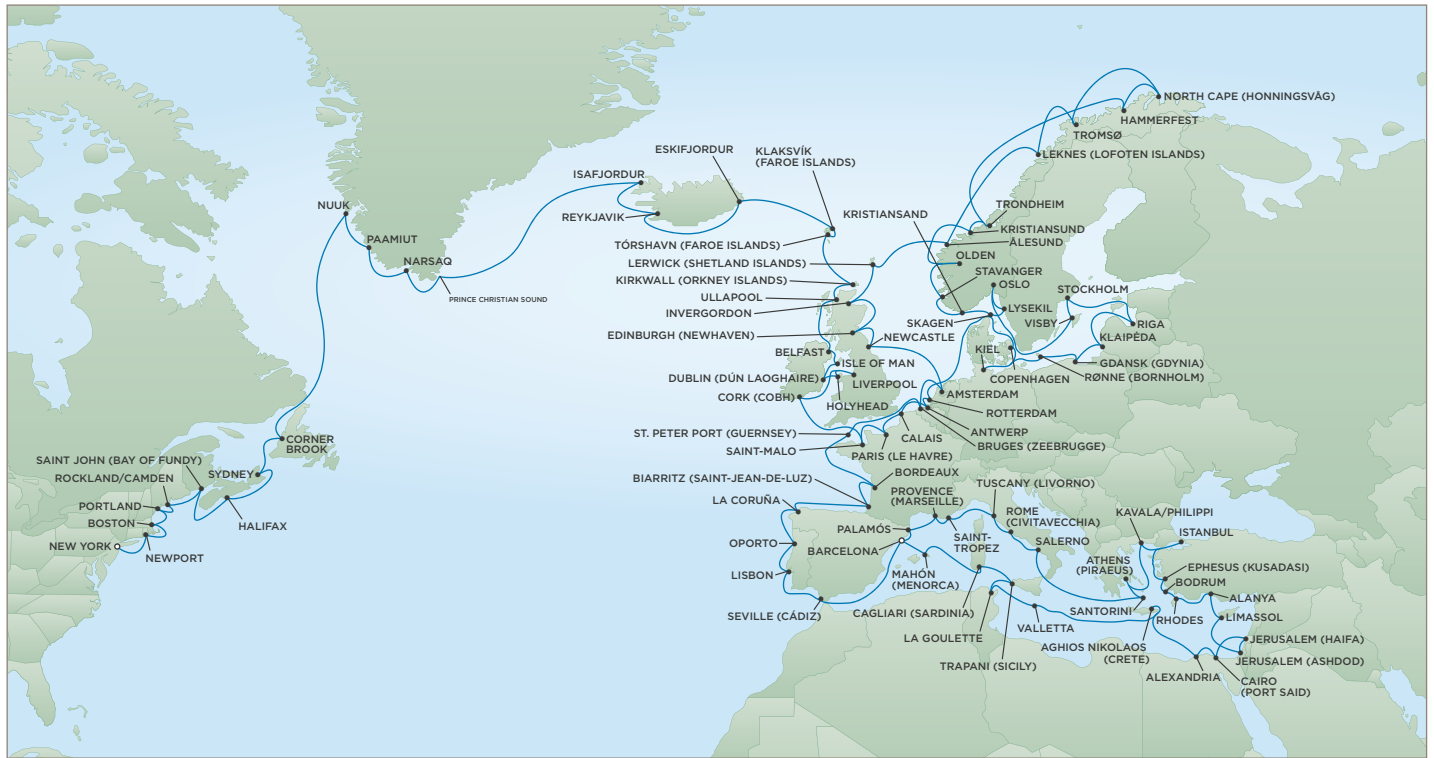 NORTH CAPE (HONNINGSVÅG)
HAMMERFEST
TROMSØ
LEKNES (LOFOTEN ISLANDS)
ESKIFJORDUR
KLAKSVÍK
(FAROE ISLANDS)
ISAFJORDUR
REYKJAVIK
NUUK
PAAMIUT
NARSAQ
PRINCE CHRISTIAN SOUND
KRISTIANSAND
TRONDHEIM
KRISTIANSUND
ÅLESUND
TÓRSHAVN (FAROE ISLANDS)
OLDEN
LERWICK (SHETLAND ISLANDS)
STAVANGER
KIRKWALL (ORKNEY ISLANDS)
OSLO
STOCKHOLM
ULLAPOOL
INVERGORDON
LYSEKIL
SKAGEN
VISBY
RIGA
EDINBURGH (NEWHAVEN)
NEWCASTLE
KLAIPĖDA
BELFAST
KIEL
ISLE OF MAN
GDANSK (GDYNIA)
DUBLIN (DÚN LAOGHAIRE)
LIVERPOOL
COPENHAGEN
RØNNE (BORNHOLM)
CORK (COBH)
HOLYHEAD
AMSTERDAM
ROTTERDAM
ST. PETER PORT (GUERNSEY)
CALAIS
ANTWERP
BRUGES (ZEEBRUGGE)
SAINT-MALO
PARIS (LE HAVRE)
CORNER
BROOK
SAINT JOHN (BAY OF FUNDY)
SYDNEY
ROCKLAND/CAMDEN
PORTLAND
BOSTON
HALIFAX
NEW YORK
NEWPORT
BIARRITZ (SAINT-JEAN-DE-LUZ)
BORDEAUX
LA CORUÑA
PROVENCE
(MARSEILLE)
TUSCANY (LIVORNO)
ROME
(CIVITAVECCHIA)
KAVALA/PHILIPPI
PALAMÓS
SAINT-
TROPEZ
ISTANBUL
OPORTO
BARCELONA
SALERNO
ATHENS
(PIRAEUS)
EPHESUS (KUSADASI)
LISBON
MAHÓN
(MENORCA)
BODRUM
ALANYA
SEVILLE (CÁDIZ)
CAGLIARI (SARDINIA)
SANTORINI
RHODES
LIMASSOL
VALLETTA
LA GOULETTE
JERUSALEM (HAIFA)
AGHIOS NIKOLAOS
(CRETE)
JERUSALEM (ASHDOD)
TRAPANI (SICILY)
ALEXANDRIA
CAIRO
(PORT SAID)